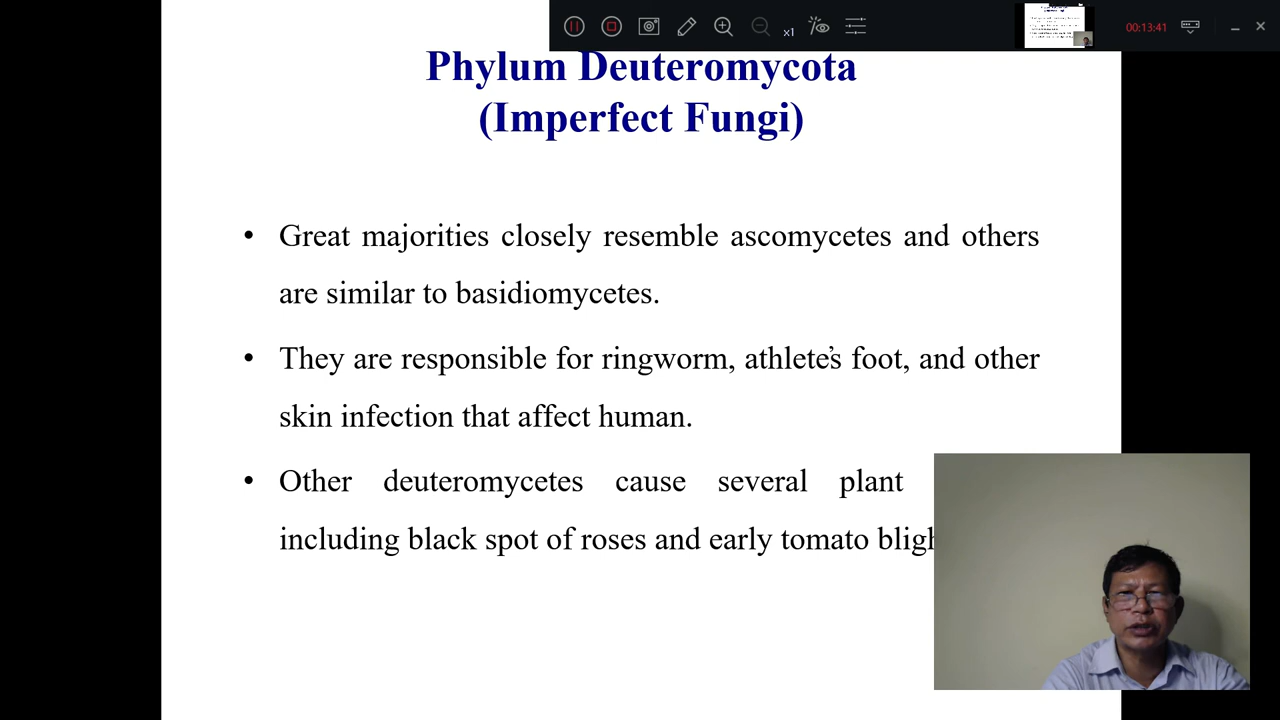 x1
00:13:41
Phylum Deuteromycota
(Imperfect Fungi)
• Great majorities closely resemble ascomycetes and others
are similar to basidiomycetes.
• They are responsible for ringworm, athlete's foot, and other
skin infection that affect human.
• Other deuteromycetes cause several plant
including black spot of roses and early tomato